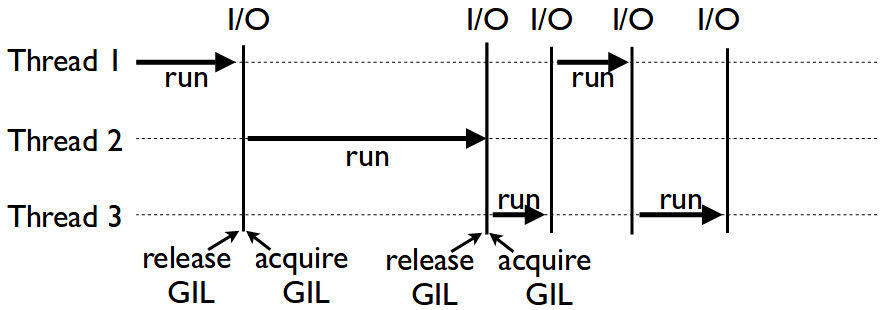 I/O I/O I/O I/O I/O
Thread 1
run run
Thread 2
run
Thread 3
run run
release acquire release acquire
GIL GIL GIL GIL